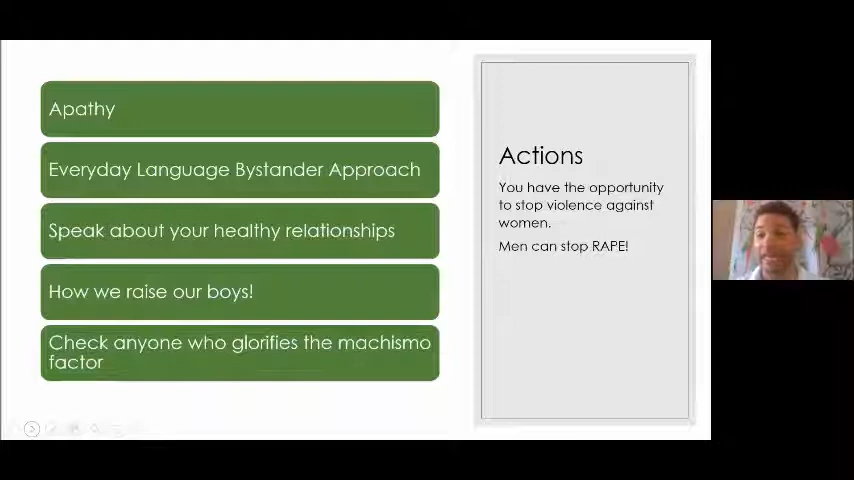 Apathy
Everyday Language Bystander Approach
Speak about your healthy relationships
How we raise our boys!
Check anyone who glorifies the machismo
factor
Actions
You have the opportunity
to stop violence against
women.
Men can stop RAPE!